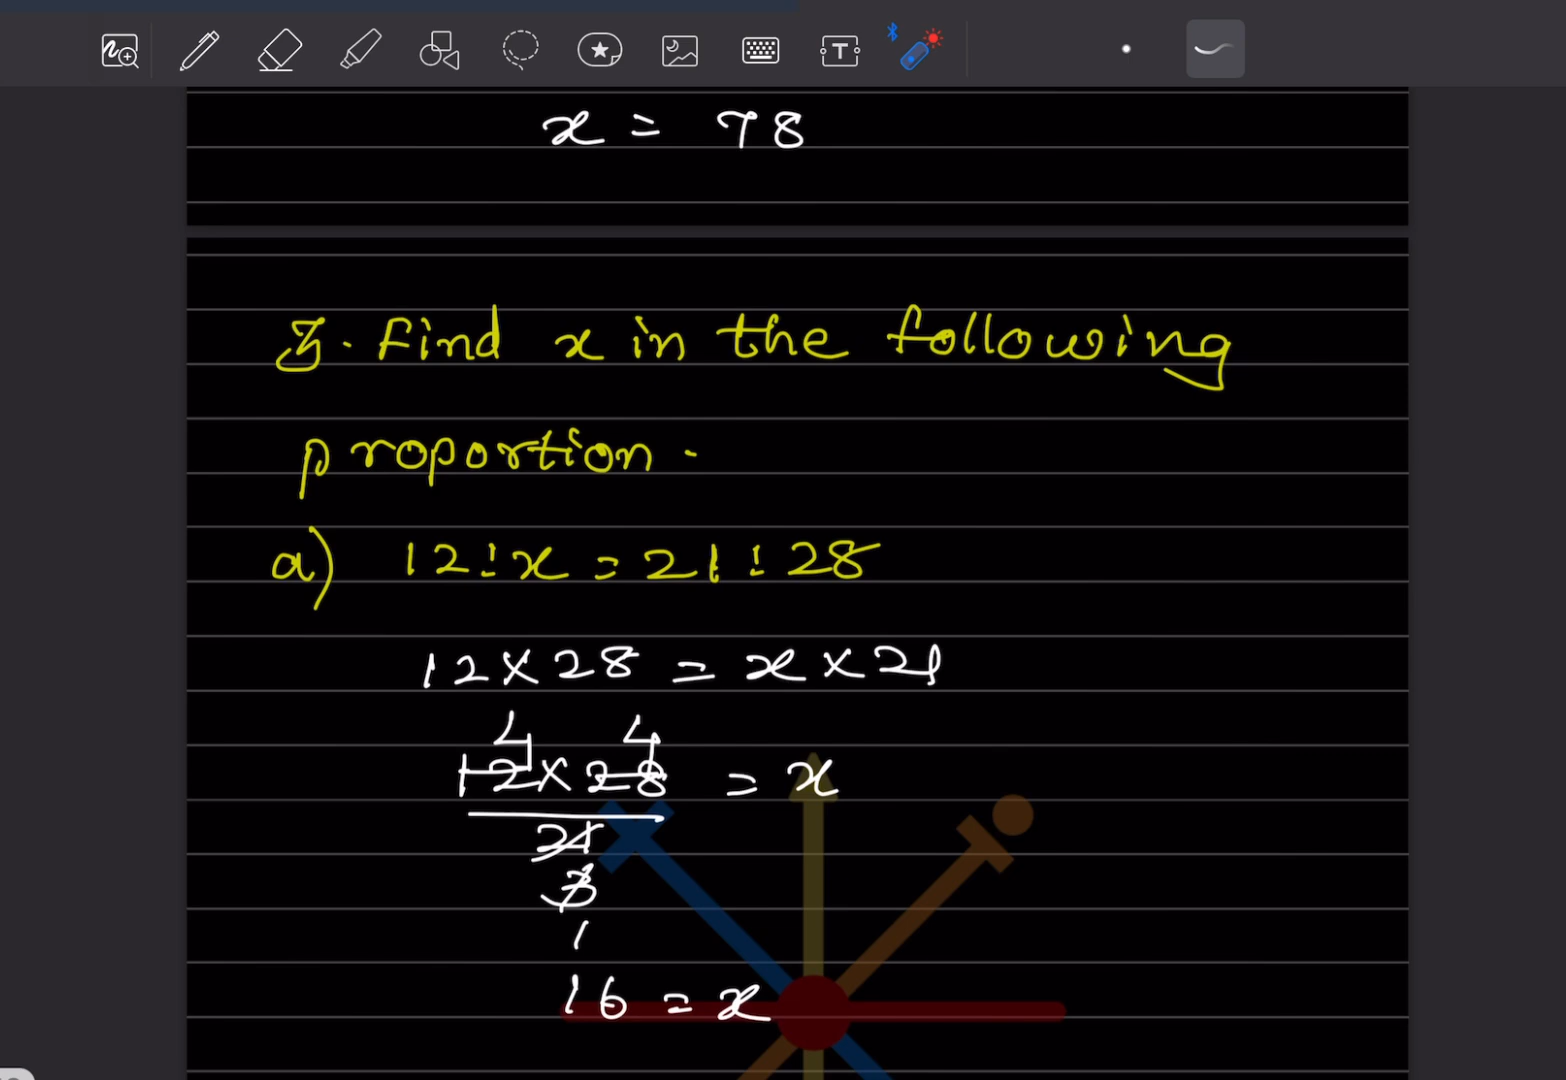 x = 78
3. Find x in the following
proportion.
a) 12:x = 21:28
12×28 = x×21
4 4
12×28 = x
21
3
1
16 = x